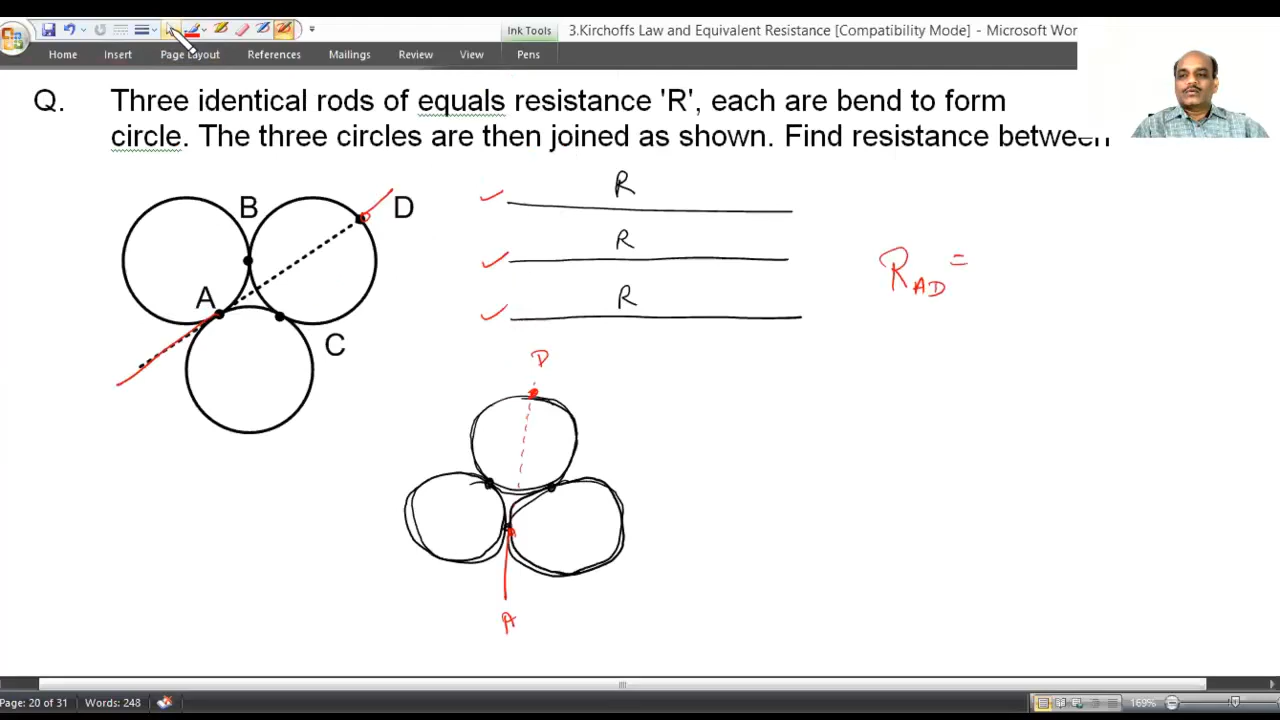 Ink Tools
3.Kirchoffs Law and Equivalent Resistance [Compatibility Mode] - Microsoft Wor
Home Insert Page Layout References Mailings Review View Pens
Q. Three identical rods of equals resistance 'R', each are bend to form
circle. The three circles are then joined as shown. Find resistance between
B D
A
C
R
R
R
R_AD =
D
A
Page: 20 of 31 Words: 248 169%